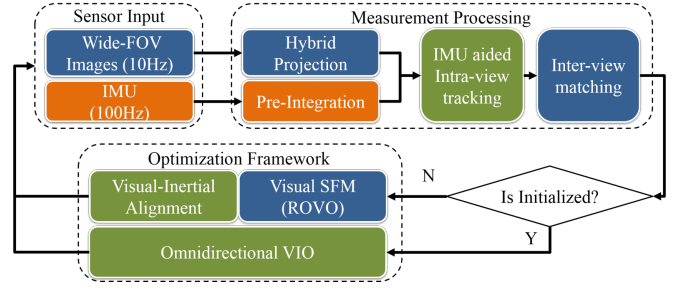 Sensor Input
Measurement Processing
Wide-FOV
Images (10Hz)
IMU
(100Hz)
Hybrid
Projection
Pre-Integration
IMU aided
Intra-view
tracking
Inter-view
matching
Optimization Framework
Visual-Inertial
Alignment
Visual SFM
(ROVO)
N
Is Initialized?
Y
Omnidirectional VIO